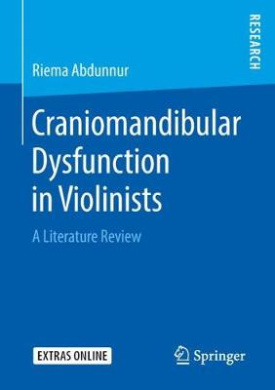 RESEARCH
Riema Abdunnur
Craniomandibular
Dysfunction
in Violinists
A Literature Review
EXTRAS ONLINE
Springer